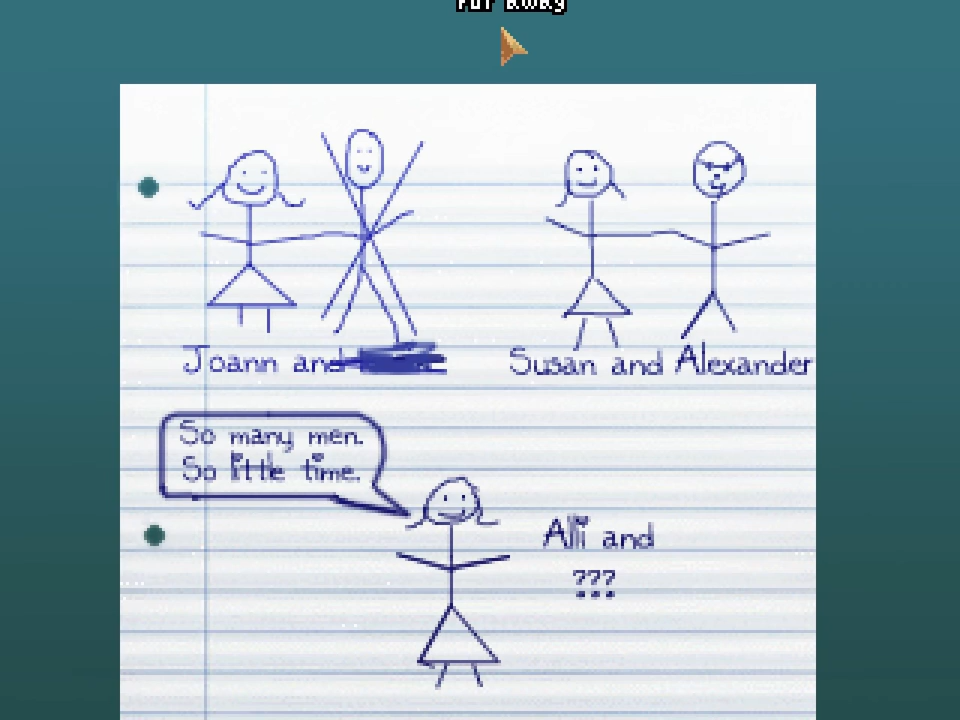 Joann and
Susan and Alexander
So many men.
So little time.
Alli and
???